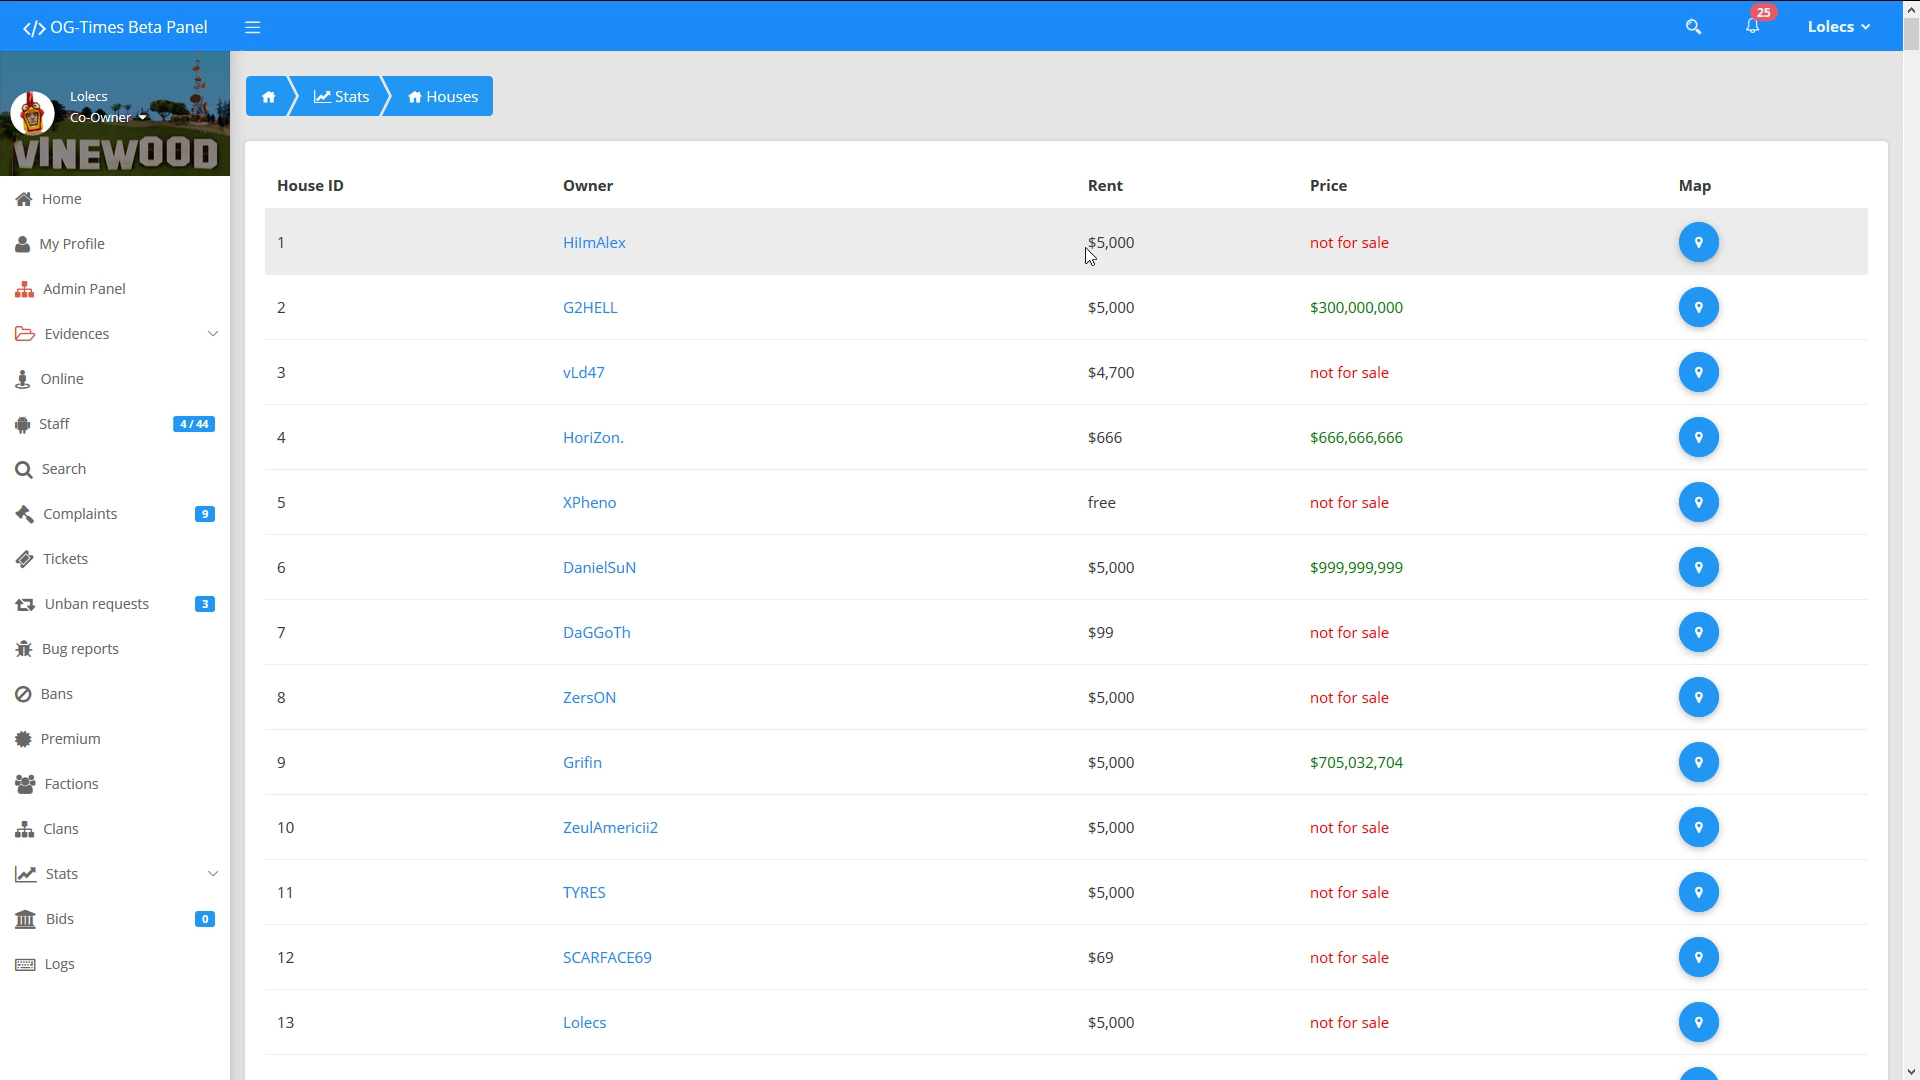 </> OG-Times Beta Panel
25
Lolecs
Lolecs
Co-Owner
VINEWOOD
Home
My Profile
Admin Panel
Evidences
Online
Staff 4 / 44
Search
Complaints 9
Tickets
Unban requests 3
Bug reports
Bans
Premium
Factions
Clans
Stats
Bids 0
Logs
Stats Houses
House ID Owner Rent Price Map
1 HiImAlex $5,000 not for sale
2 G2HELL $5,000 $300,000,000
3 vLd47 $4,700 not for sale
4 HoriZon. $666 $666,666,666
5 XPheno free not for sale
6 DanielSuN $5,000 $999,999,999
7 DaGGoTh $99 not for sale
8 ZersON $5,000 not for sale
9 Grifin $5,000 $705,032,704
10 ZeulAmericii2 $5,000 not for sale
11 TYRES $5,000 not for sale
12 SCARFACE69 $69 not for sale
13 Lolecs $5,000 not for sale